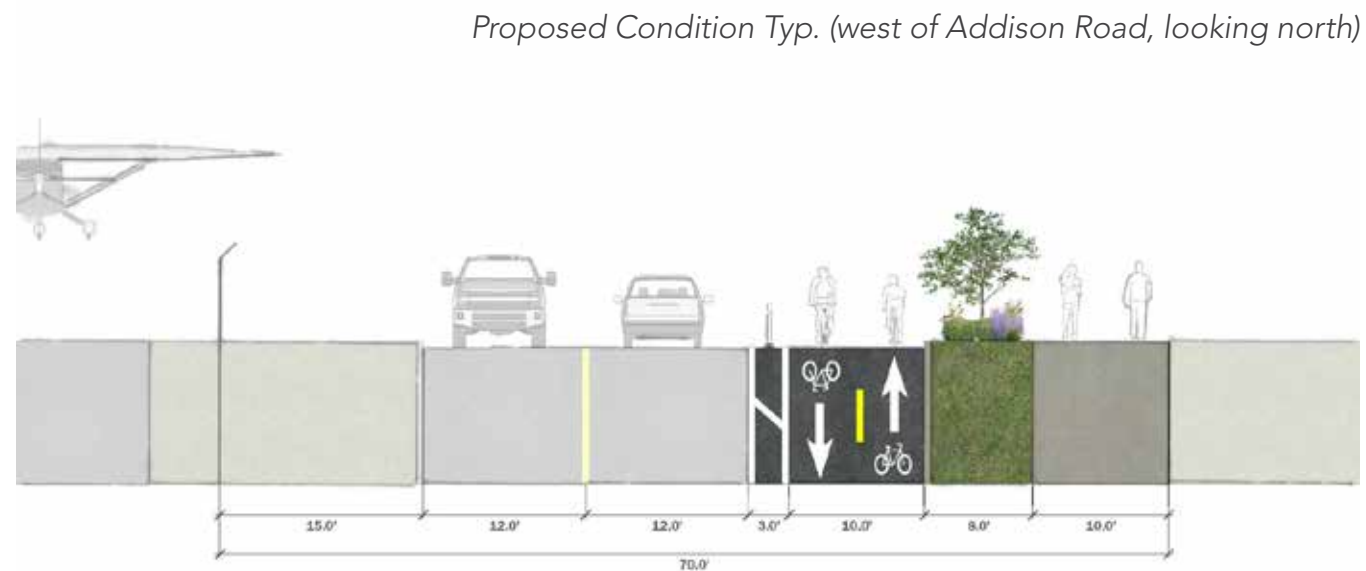 Proposed Condition Typ. (west of Addison Road, looking north)
15.0' 12.0' 12.0' 3.0' 10.0' 8.0' 10.0'
70.0'